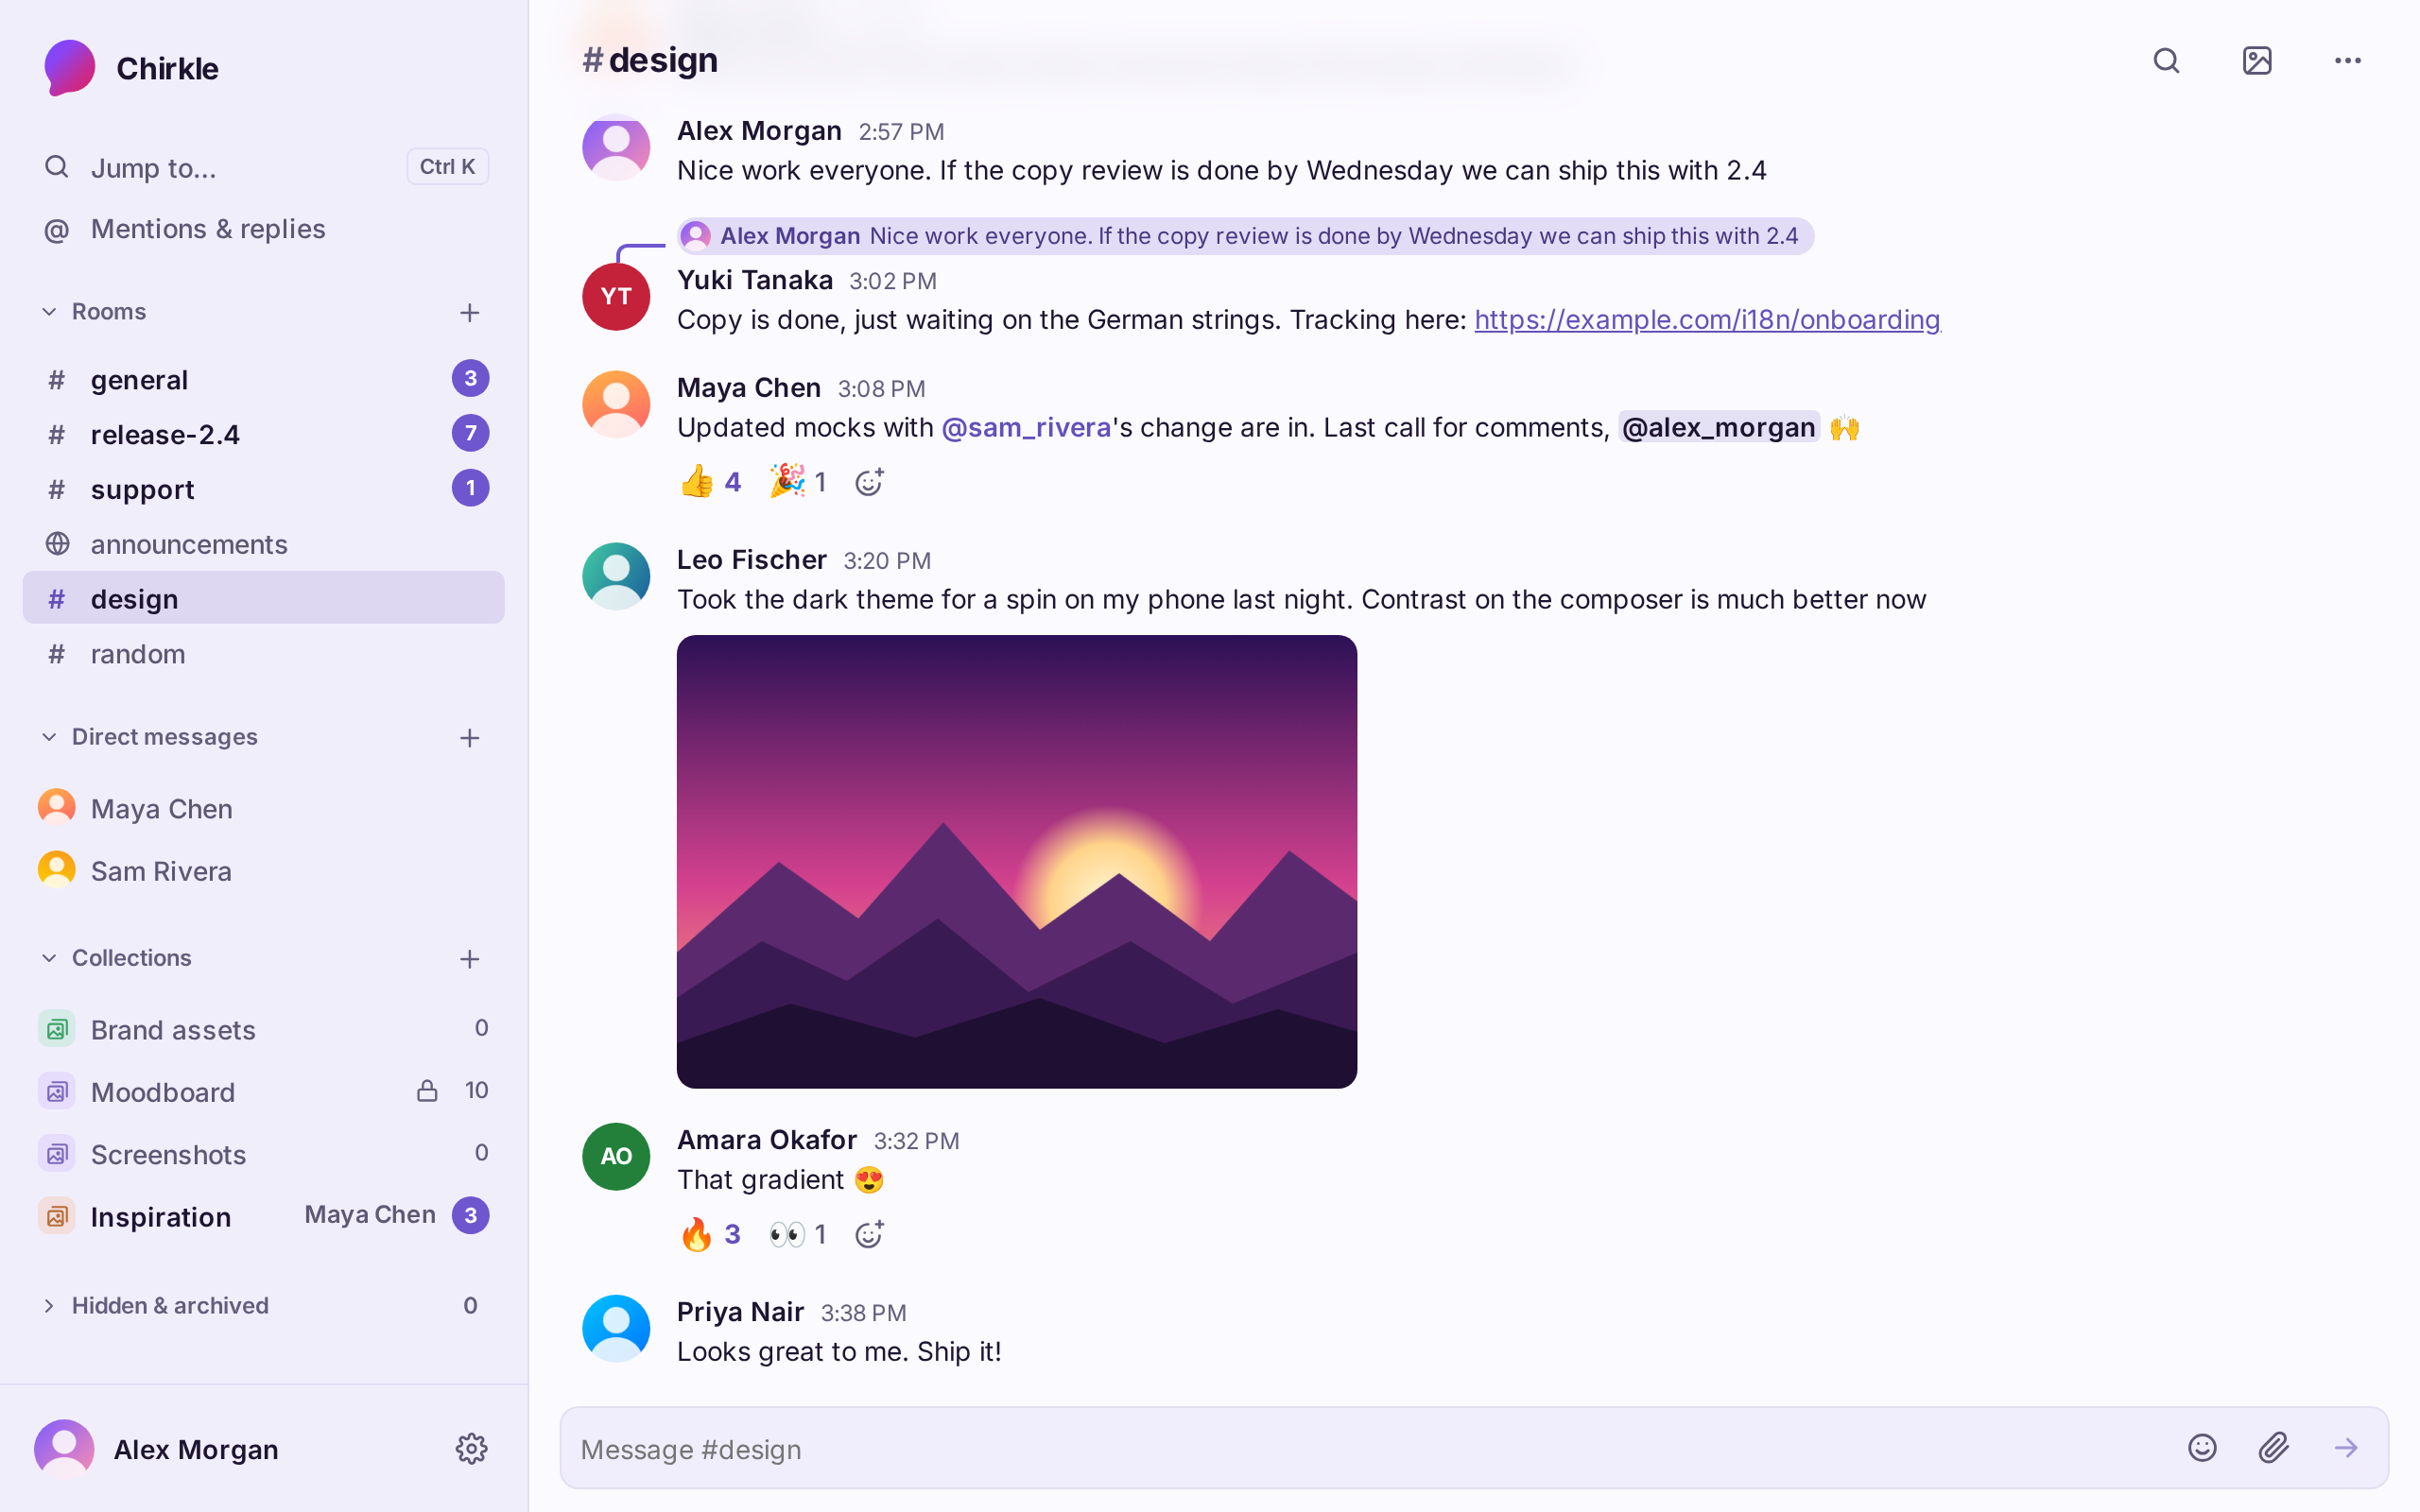 Chirkle
Jump to...
Ctrl K
@ Mentions & replies
Rooms
# general 3
# release-2.4 7
# support 1
announcements
# design
# random
Direct messages
Maya Chen
Sam Rivera
Collections
Brand assets 0
Moodboard 10
Screenshots 0
Inspiration Maya Chen 3
Hidden & archived 0
Alex Morgan
# design
Alex Morgan 2:57 PM
Nice work everyone. If the copy review is done by Wednesday we can ship this with 2.4
Alex Morgan Nice work everyone. If the copy review is done by Wednesday we can ship this with 2.4
YT
Yuki Tanaka 3:02 PM
Copy is done, just waiting on the German strings. Tracking here: https://example.com/i18n/onboarding
Maya Chen 3:08 PM
Updated mocks with @sam_rivera's change are in. Last call for comments, @alex_morgan 🙌
👍 4 🎉 1
Leo Fischer 3:20 PM
Took the dark theme for a spin on my phone last night. Contrast on the composer is much better now
AO
Amara Okafor 3:32 PM
That gradient 😍
🔥 3 👀 1
Priya Nair 3:38 PM
Looks great to me. Ship it!
Message #design